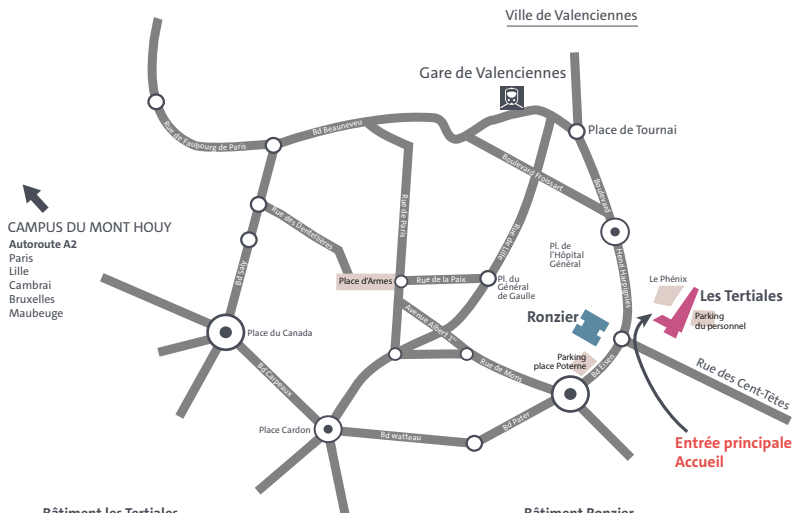 Ville de Valenciennes
Gare de Valenciennes
Place de Tournai
Rue de Faubourg de Paris
Bd Beauneveu
Boulevard Froissart
Boulevard
Henri Harpignies
Rue de Paris
Rue de Lille
Rue des Dentellières
CAMPUS DU MONT HOUY
Autoroute A2
Paris
Lille
Cambrai
Bruxelles
Maubeuge
Bd Saly
Pl. de
l'Hôpital
Général
Place d'Armes
Rue de la Paix
Pl. du
Général
de Gaulle
Le Phénix
Les Tertiales
Parking
du personnel
Ronzier
Avenue Albert 1er
Place du Canada
Rue de Mons
Parking
place Poterne
Bd Eisen
Rue des Cent-Têtes
Bd Carpeaux
Place Cardon
Bd Watteau
Bd Pater
Entrée principale
Accueil
Bâtiment les Tertiales
Bâtiment Ronzier